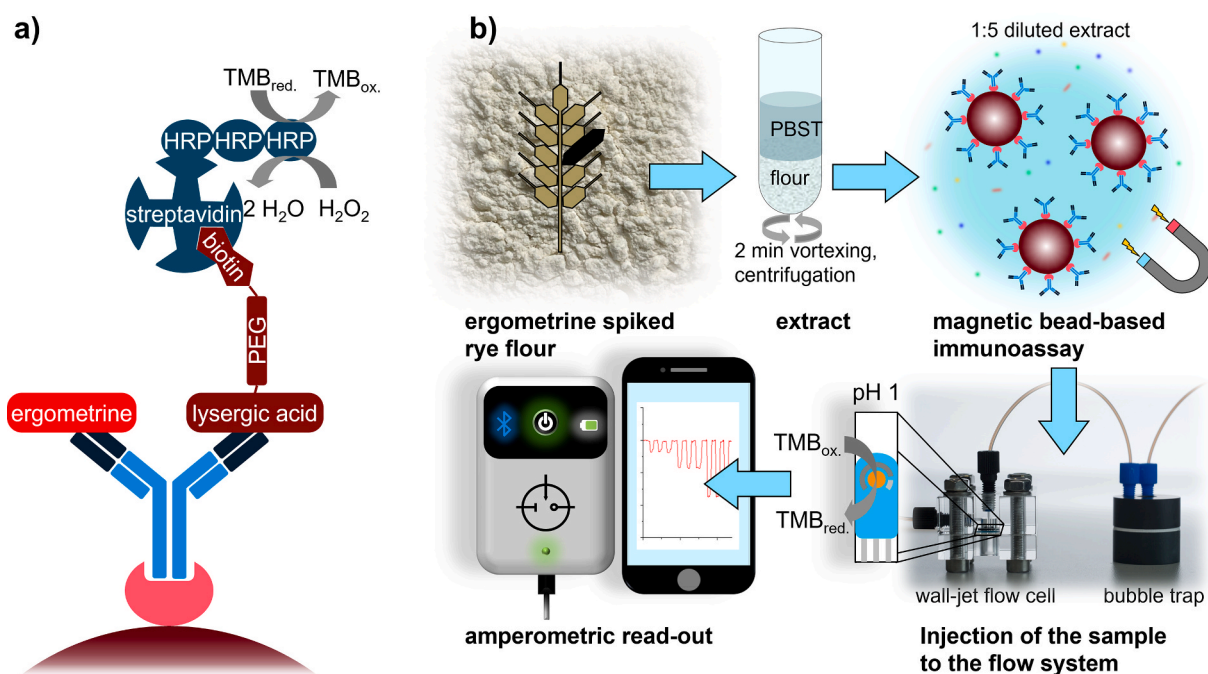 a)
TMBred. TMBox.
HRP HRP HRP
streptavidin
2 H2O H2O2
biotin
PEG
ergometrine
lysergic acid
b)
1:5 diluted extract
PBST
flour
2 min vortexing,
centrifugation
ergometrine spiked
rye flour
extract
magnetic bead-based
immunoassay
pH 1
TMBox.
TMBred.
wall-jet flow cell
bubble trap
amperometric read-out
Injection of the sample
to the flow system